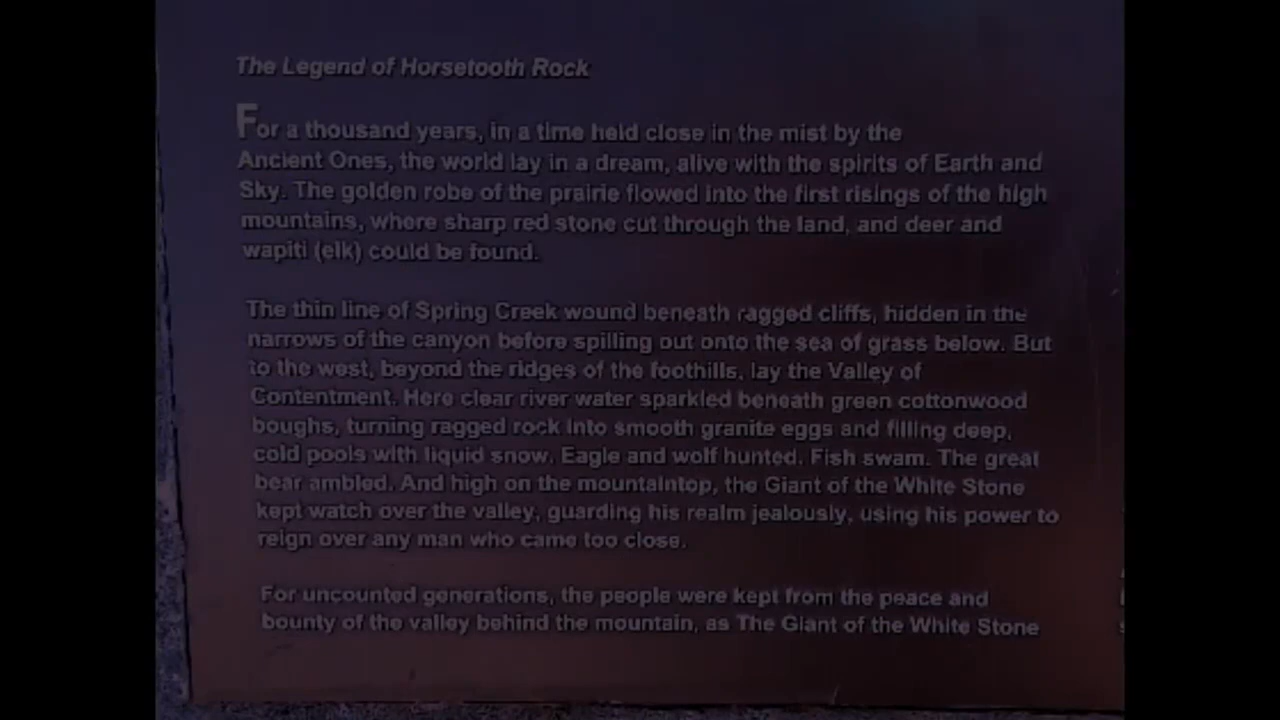 The Legend of Horsetooth Rock
For a thousand years, in a time held close in the mist by the
Ancient Ones, the world lay in a dream, alive with the spirits of Earth and
Sky. The golden robe of the prairie flowed into the first risings of the high
mountains, where sharp red stone cut through the land, and deer and
wapiti (elk) could be found.
The thin line of Spring Creek wound beneath ragged cliffs, hidden in the
narrows of the canyon before spilling out onto the sea of grass below. But
to the west, beyond the ridges of the foothills, lay the Valley of
Contentment. Here clear river water sparkled beneath green cottonwood
boughs, turning ragged rock into smooth granite eggs and filling deep,
cold pools with liquid snow. Eagle and wolf hunted. Fish swam. The great
bear ambled. And high on the mountaintop, the Giant of the White Stone
kept watch over the valley, guarding his realm jealously, using his power to
reign over any man who came too close.
For uncounted generations, the people were kept from the peace and
bounty of the valley behind the mountain, as The Giant of the White Stone